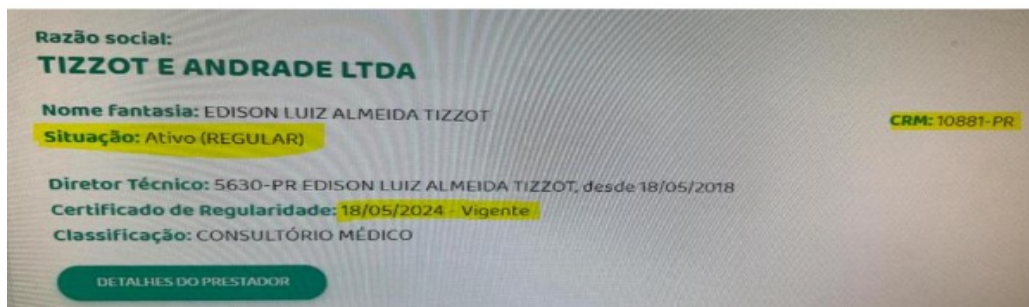 Razão social:
TIZZOT E ANDRADE LTDA
Nome fantasia: EDISON LUIZ ALMEIDA TIZZOT
CRM: 10881-PR
Situação: Ativo (REGULAR)
Diretor Técnico: 5630-PR EDISON LUIZ ALMEIDA TIZZOT, desde 18/05/2018
Certificado de Regularidade: 18/05/2024 - Vigente
Classificação: CONSULTÓRIO MÉDICO
DETALHES DO PRESTADOR